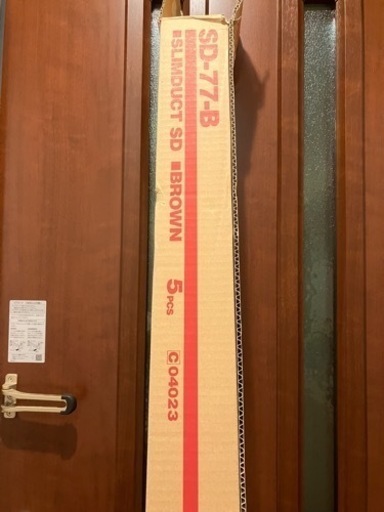 SD-77-B
■SLIMDUCT SD ■BROWN
5PCS
C 04023